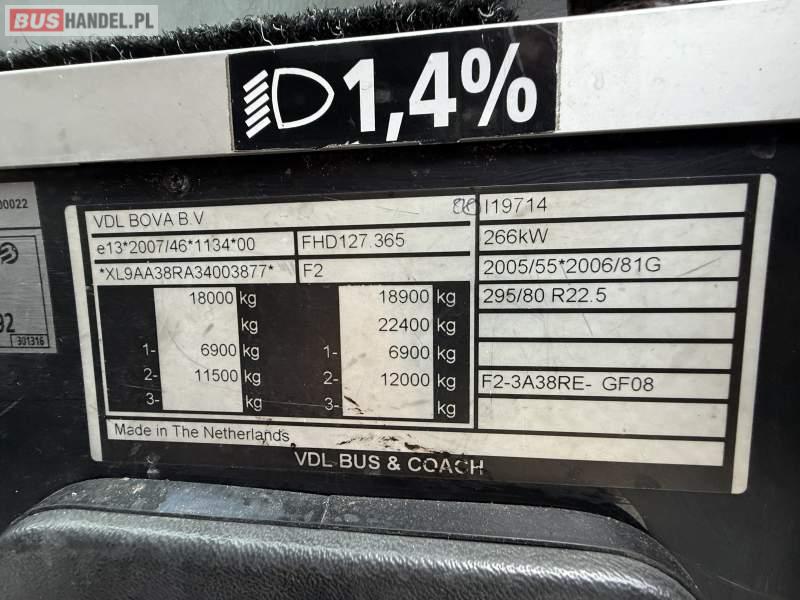 BUSHANDEL.PL
1,4%
00022
92
301316
VDL BOVA B.V. I19714
e13*2007/46*1134*00 FHD127.365 266kW
*XL9AA38RA34003877* F2 2005/55*2006/81G
18000 kg 18900 kg 295/80 R22.5
kg 22400 kg
1- 6900 kg 1- 6900 kg
2- 11500 kg 2- 12000 kg F2-3A38RE- GF08
3- kg 3- kg
Made in The Netherlands
VDL BUS & COACH